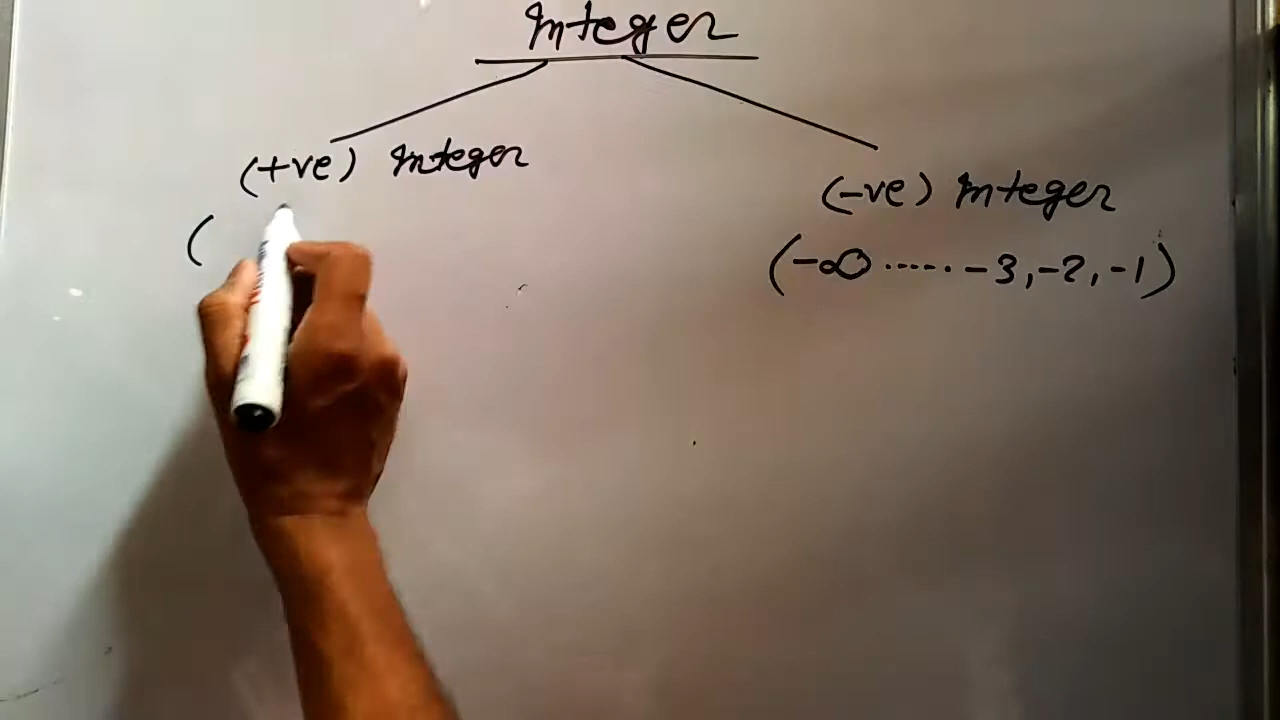 Integer
(+ve) Integer
(-ve) Integer
(
(-∞ ...... -3, -2, -1)